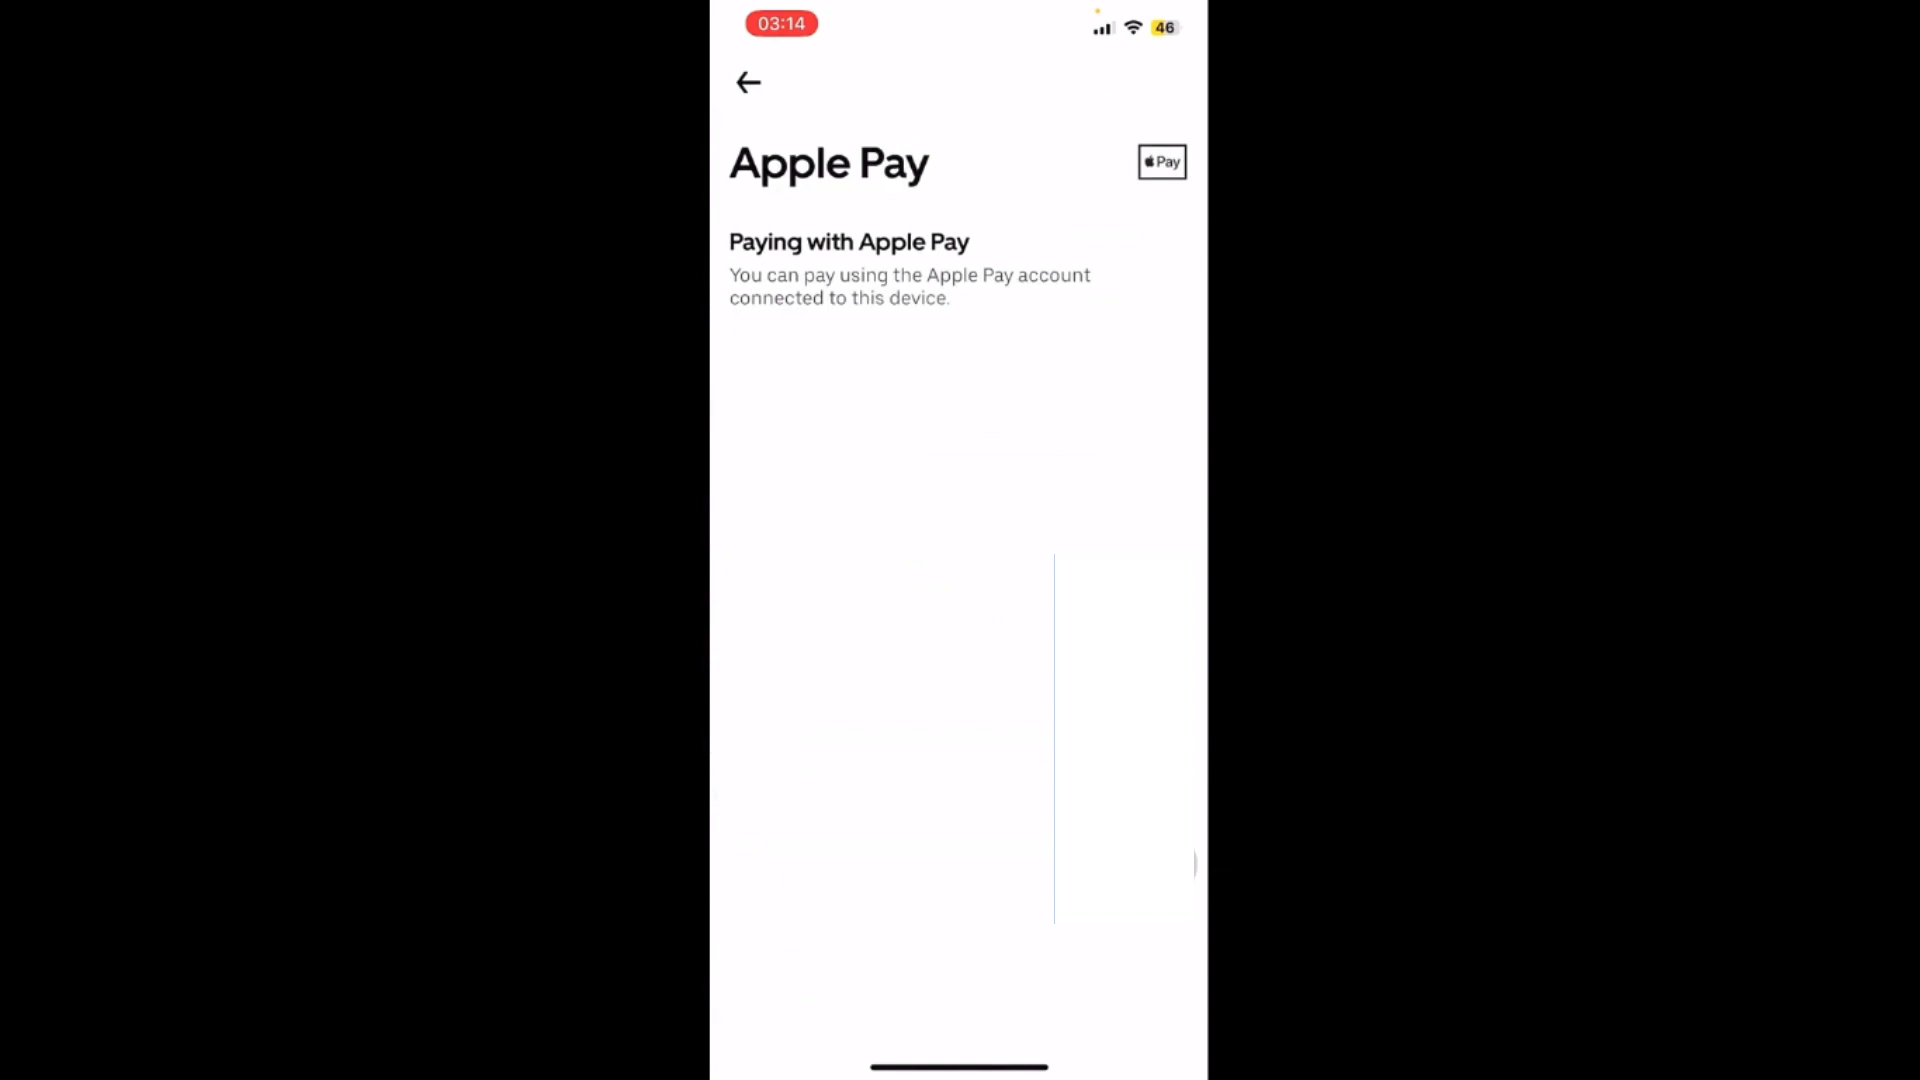 03:14
46
Apple Pay
Pay
Paying with Apple Pay
You can pay using the Apple Pay account
connected to this device.